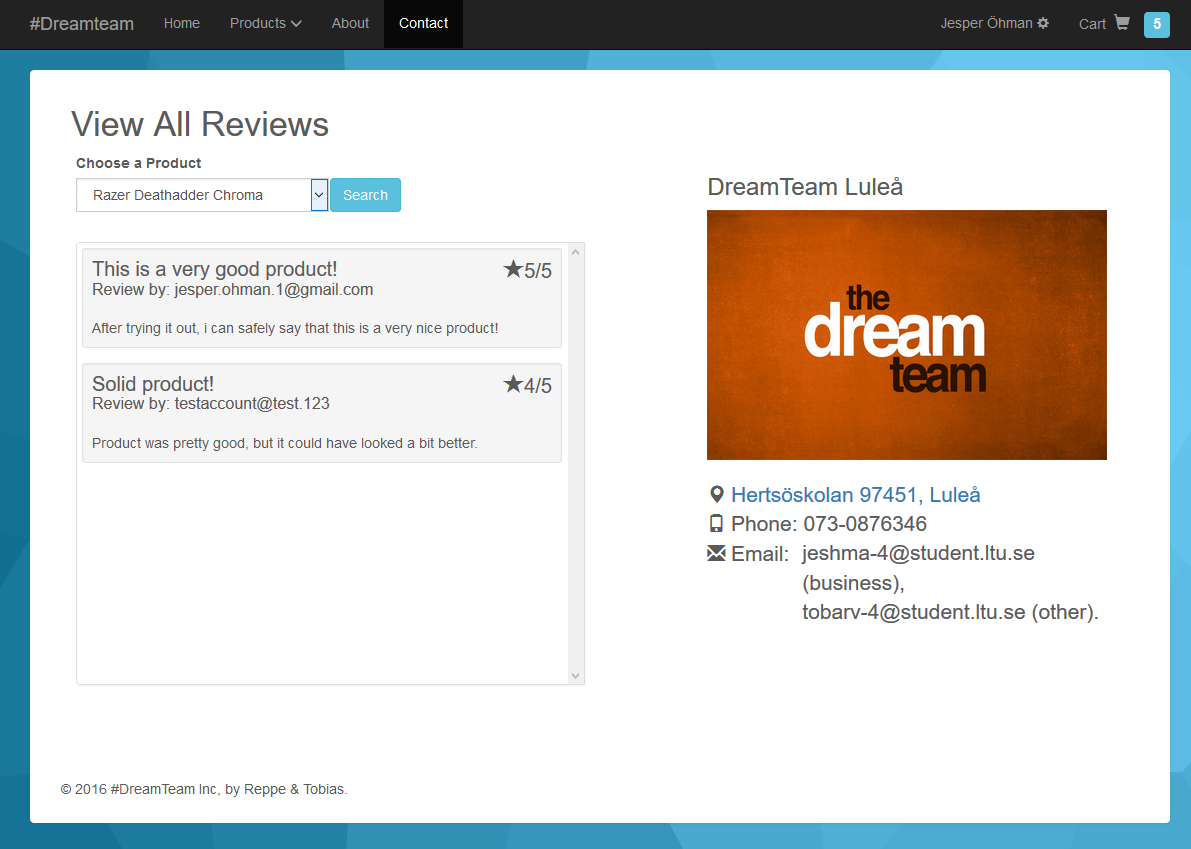 #Dreamteam Home Products About Contact Jesper Öhman Cart 5
View All Reviews
Choose a Product
Razer Deathadder Chroma Search
This is a very good product! 5/5
Review by: jesper.ohman.1@gmail.com
After trying it out, i can safely say that this is a very nice product!
Solid product! 4/5
Review by: testaccount@test.123
Product was pretty good, but it could have looked a bit better.
DreamTeam Luleå
the
dream
team
Hertsöskolan 97451, Luleå
Phone: 073-0876346
Email: jeshma-4@student.ltu.se
(business),
tobarv-4@student.ltu.se (other).
© 2016 #DreamTeam Inc, by Reppe & Tobias.